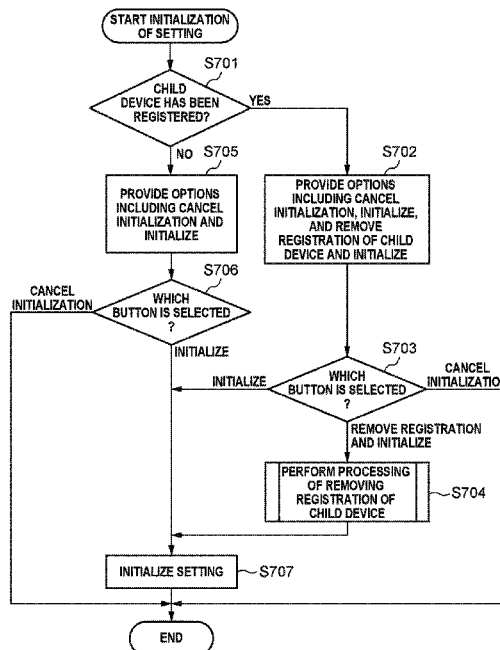 START INITIALIZATION
OF SETTING
S701
CHILD
DEVICE HAS BEEN
REGISTERED?
YES
NO
S705
PROVIDE OPTIONS
INCLUDING CANCEL
INITIALIZATION AND
INITIALIZE
S702
PROVIDE OPTIONS
INCLUDING CANCEL
INITIALIZATION, INITIALIZE,
AND REMOVE
REGISTRATION OF CHILD
DEVICE AND INITIALIZE
S706
CANCEL
INITIALIZATION
WHICH
BUTTON IS SELECTED
?
INITIALIZE
S703
INITIALIZE
WHICH
BUTTON IS SELECTED
?
CANCEL
INITIALIZATION
REMOVE REGISTRATION
AND INITIALIZE
PERFORM PROCESSING
OF REMOVING
REGISTRATION OF
CHILD DEVICE
S704
INITIALIZE SETTING
S707
END